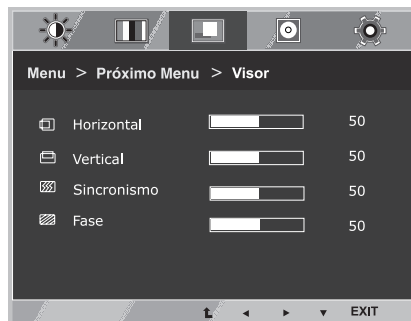 Menu > Próximo Menu > Visor
Horizontal 50
Vertical 50
Sincronismo 50
Fase 50
EXIT